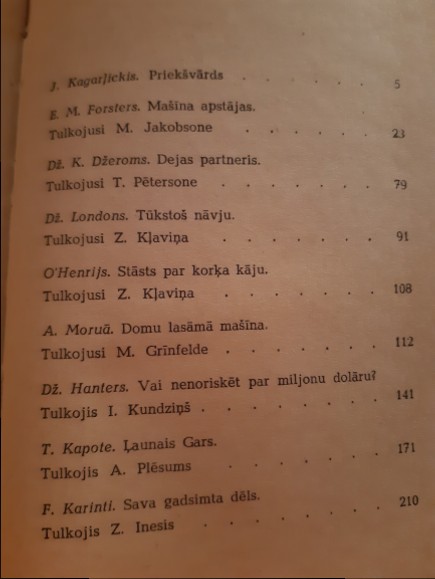 J. Kagarļickis. Priekšvārds . . . . . . 5
E. M. Forsters. Mašīna apstājas.
Tulkojusi M. Jakobsone . . . . . 23
Dž. K. Džeroms. Dejas partneris.
Tulkojusi T. Pētersone . . . . . . 79
Dž. Londons. Tūkstoš nāvju.
Tulkojusi Z. Kļaviņa . . . . . . 91
O'Henrijs. Stāsts par korķa kāju.
Tulkojusi Z. Kļaviņa . . . . . . 108
A. Moruā. Domu lasāmā mašīna.
Tulkojusi M. Grīnfelde . . . . . . 112
Dž. Hanters. Vai nenoriskēt par miljonu dolāru?
Tulkojis I. Kundziņš . . . . . . . 141
T. Kapote. Ļaunais Gars.
Tulkojis A. Plēsums . . . . . . 171
F. Karinti. Sava gadsimta dēls.
Tulkojis Z. Inesis . . . . . . . 210